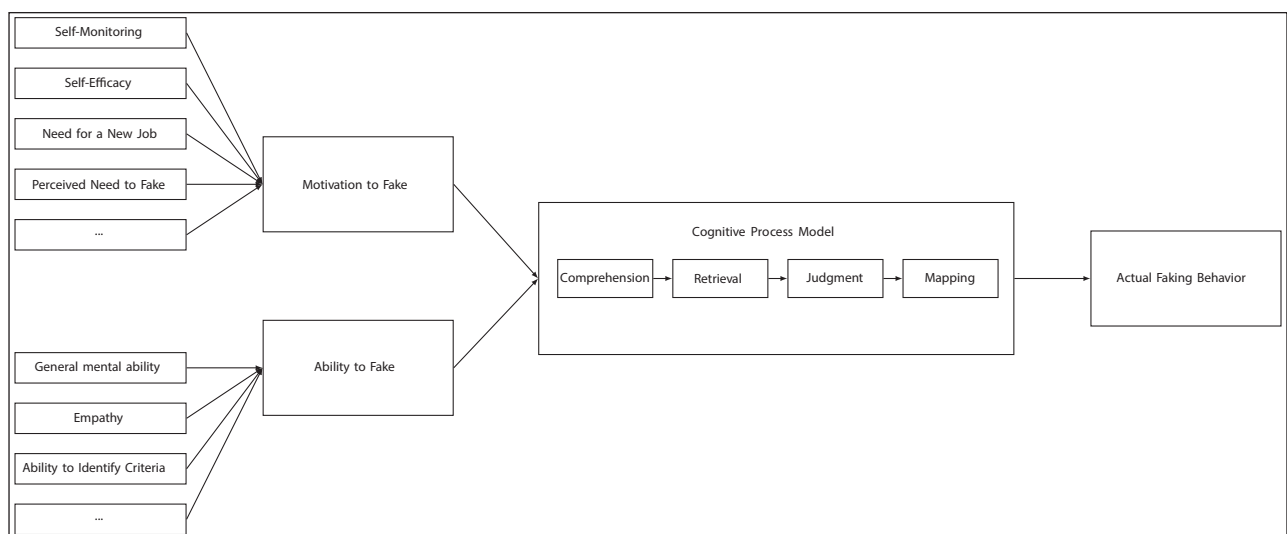 Self-Monitoring
Self-Efficacy
Need for a New Job
Perceived Need to Fake
...
Motivation to Fake
General mental ability
Empathy
Ability to Identify Criteria
...
Ability to Fake
Cognitive Process Model
Comprehension
Retrieval
Judgment
Mapping
Actual Faking Behavior